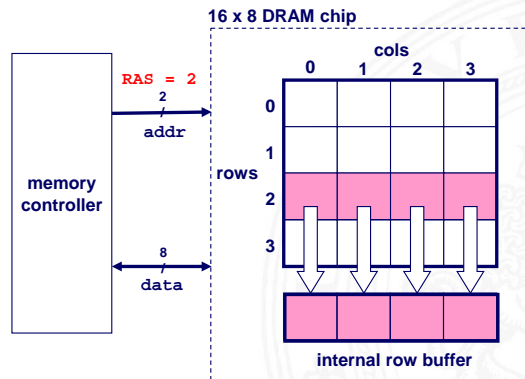 16 x 8 DRAM chip
cols
0 1 2 3
RAS = 2
2
addr
0
1
rows
2
3
memory
controller
8
data
internal row buffer